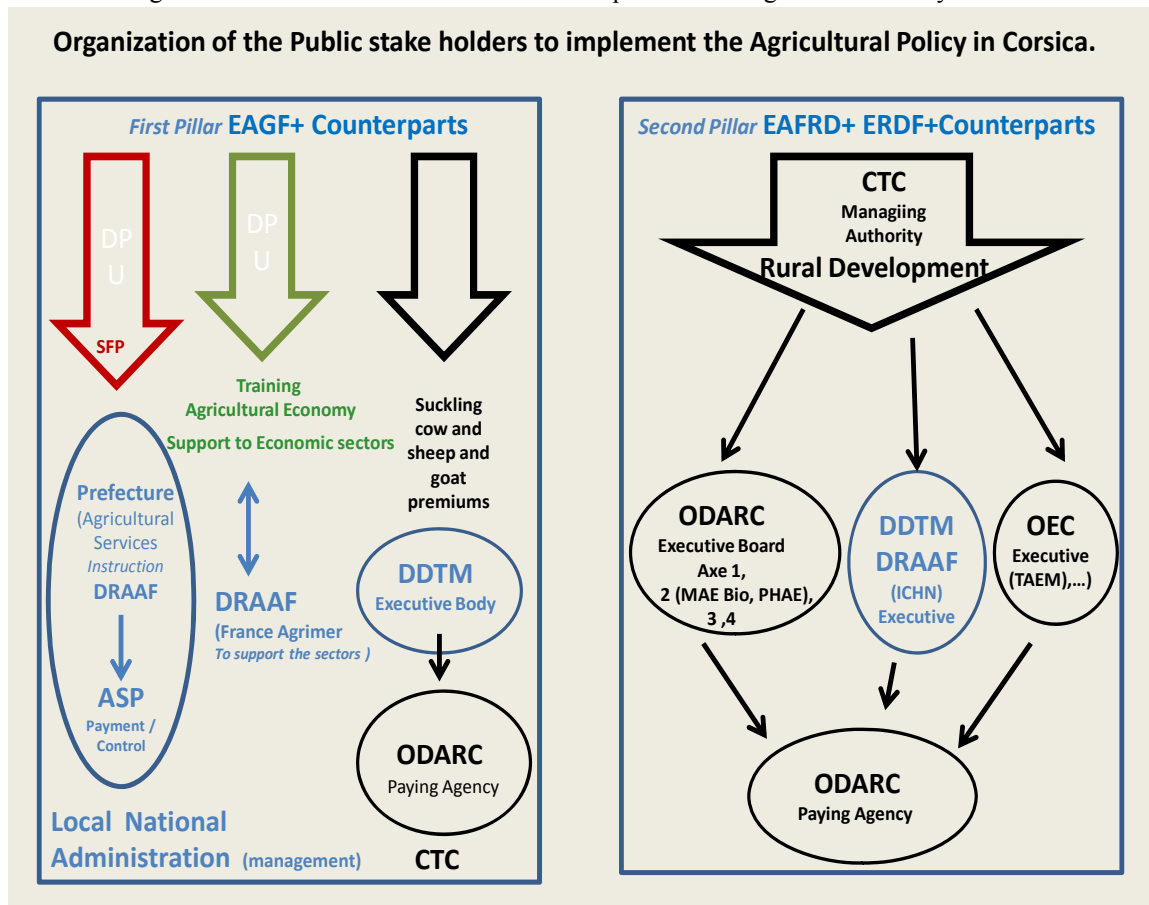 Organization of the Public stake holders to implement the Agricultural Policy in Corsica.
First Pillar EAGF+ Counterparts
DP
U
SFP
DP
U
Training
Agricultural Economy
Support to Economic sectors
Suckling
cow and
sheep and
goat
premiums
Prefecture
(Agricultural
Services
Instruction
DRAAF
ASP
Payment /
Control
DRAAF
(France Agrimer
To support the sectors )
DDTM
Executive Body
ODARC
Paying Agency
Local National
Administration (management)
CTC
Second Pillar EAFRD+ ERDF+Counterparts
CTC
Managiing
Authority
Rural Development
ODARC
Executive Board
Axe 1,
2 (MAE Bio, PHAE),
3 ,4
DDTM
DRAAF
(ICHN)
Executive
OEC
Executive
(TAEM),...)
ODARC
Paying Agency